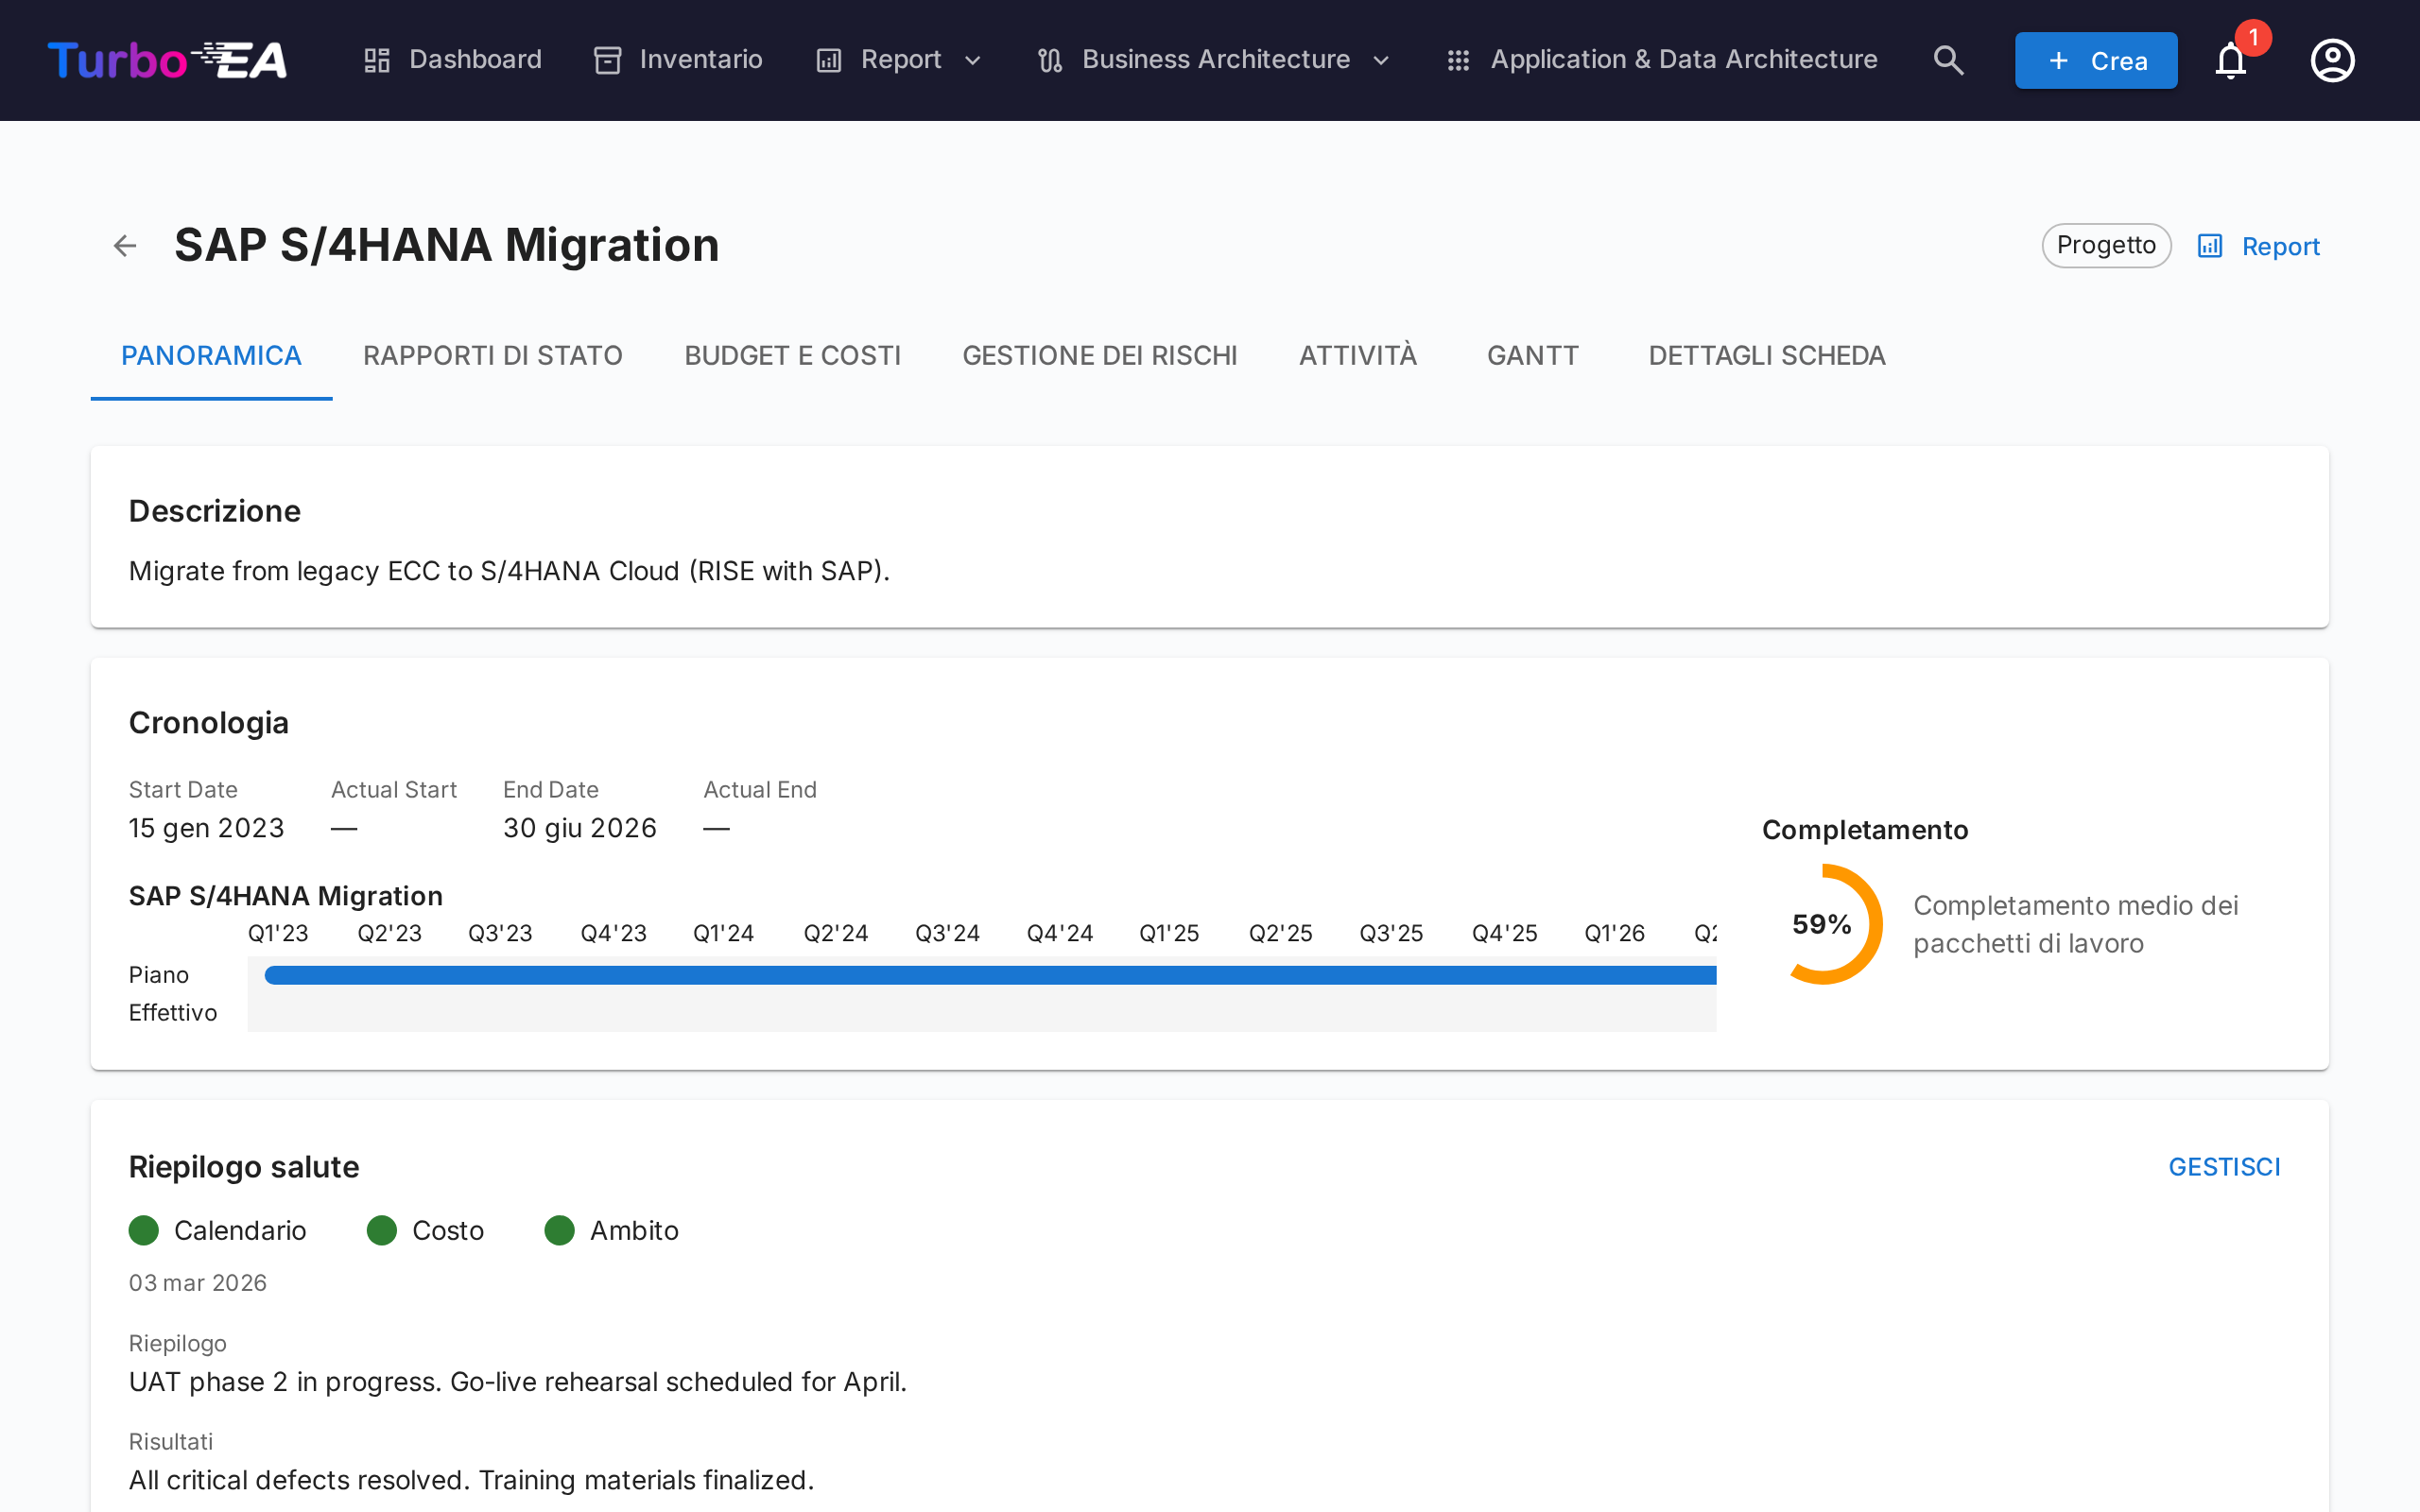 Turbo EA
Dashboard
Inventario
Report
Business Architecture
Application & Data Architecture
+ Crea
1
SAP S/4HANA Migration
Progetto
Report
PANORAMICA
RAPPORTI DI STATO
BUDGET E COSTI
GESTIONE DEI RISCHI
ATTIVITÀ
GANTT
DETTAGLI SCHEDA
Descrizione
Migrate from legacy ECC to S/4HANA Cloud (RISE with SAP).
Cronologia
Start Date
15 gen 2023
Actual Start
—
End Date
30 giu 2026
Actual End
—
SAP S/4HANA Migration
Q1'23 Q2'23 Q3'23 Q4'23 Q1'24 Q2'24 Q3'24 Q4'24 Q1'25 Q2'25 Q3'25 Q4'25 Q1'26
Piano
Effettivo
Completamento
59%
Completamento medio dei
pacchetti di lavoro
Riepilogo salute
GESTISCI
Calendario
Costo
Ambito
03 mar 2026
Riepilogo
UAT phase 2 in progress. Go-live rehearsal scheduled for April.
Risultati
All critical defects resolved. Training materials finalized.